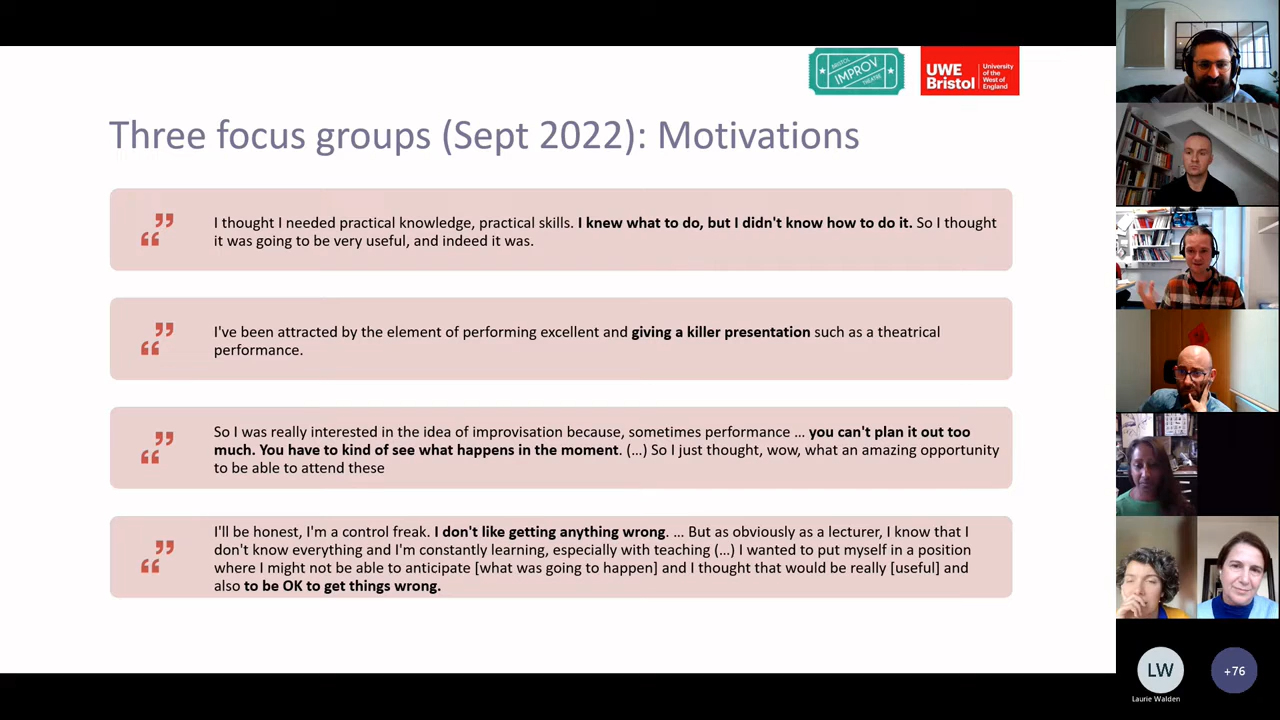 BRISTOL
IMPROV
THEATRE
UWE
Bristol
University
of the
West of
England
Three focus groups (Sept 2022): Motivations
I thought I needed practical knowledge, practical skills. I knew what to do, but I didn't know how to do it. So I thought
it was going to be very useful, and indeed it was.
I've been attracted by the element of performing excellent and giving a killer presentation such as a theatrical
performance.
So I was really interested in the idea of improvisation because, sometimes performance ... you can't plan it out too
much. You have to kind of see what happens in the moment. (...) So I just thought, wow, what an amazing opportunity
to be able to attend these
I'll be honest, I'm a control freak. I don't like getting anything wrong. ... But as obviously as a lecturer, I know that I
don't know everything and I'm constantly learning, especially with teaching (...) I wanted to put myself in a position
where I might not be able to anticipate [what was going to happen] and I thought that would be really [useful] and
also to be OK to get things wrong.
LW
+76
Laurie Walden